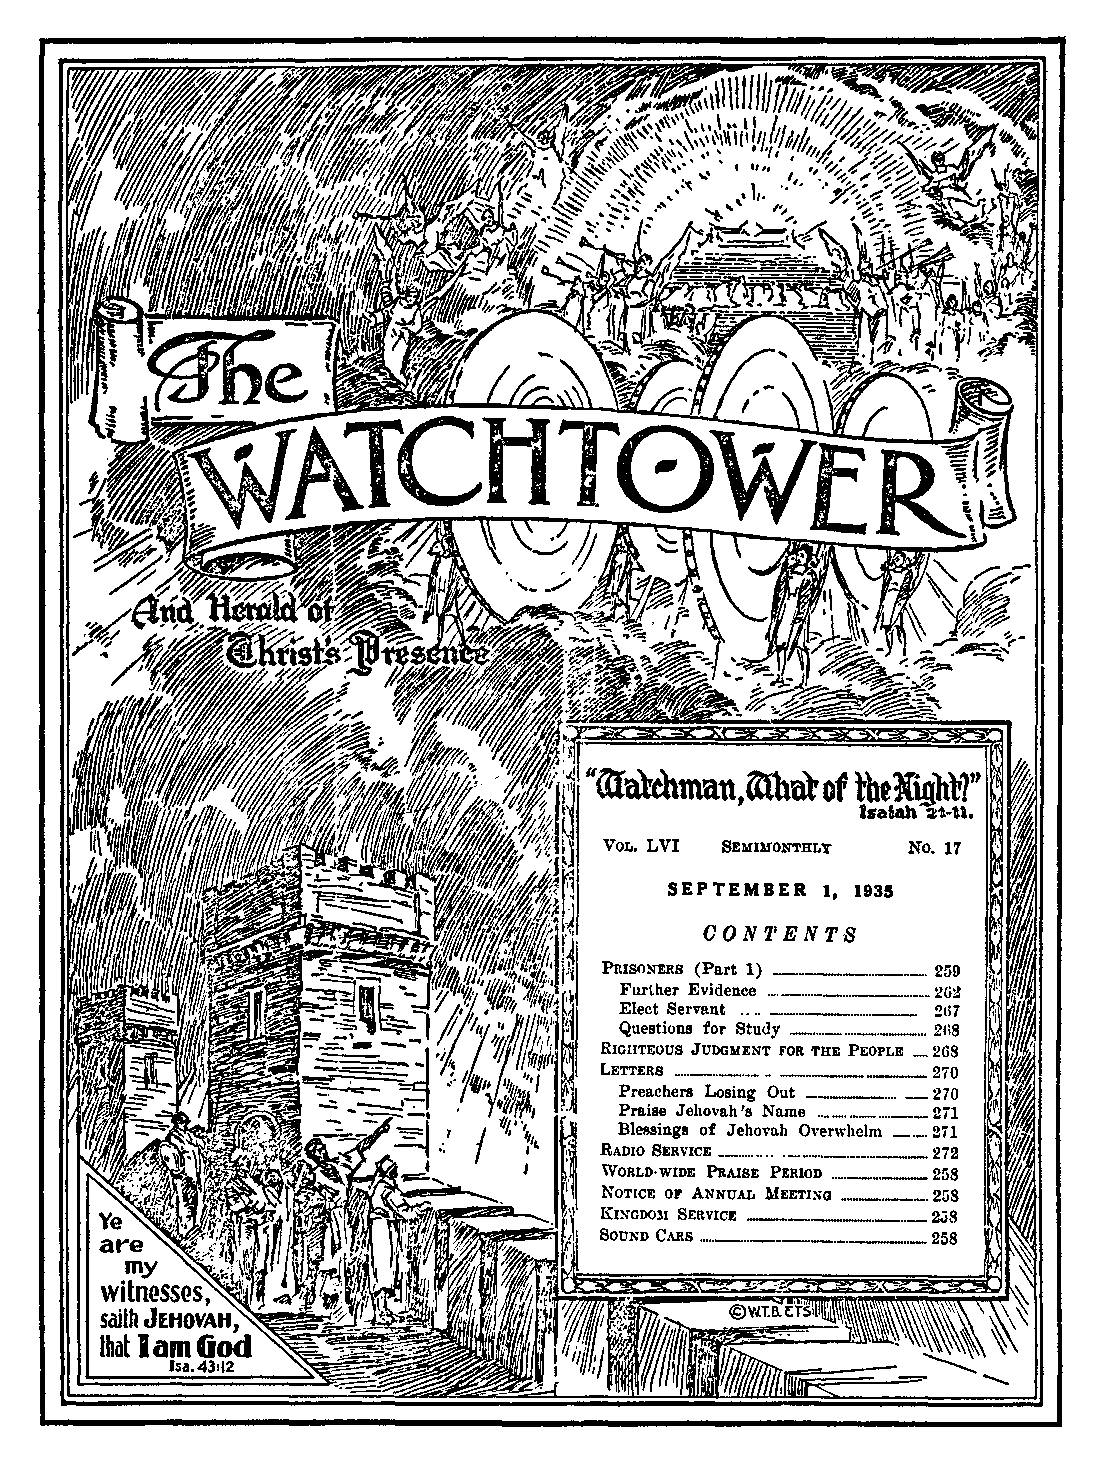 The
WATCHTOWER
And Herald of
Christ's Presence
"Watchman, What of the Night?"
Isaiah 21-11.
VOL. LVI SEMIMONTHLY No. 17
SEPTEMBER 1, 1935
CONTENTS
PRISONERS (Part 1) 259
Further Evidence 262
Elect Servant 267
Questions for Study 268
RIGHTEOUS JUDGMENT FOR THE PEOPLE 268
LETTERS 270
Preachers Losing Out 270
Praise Jehovah's Name 271
Blessings of Jehovah Overwhelm 271
RADIO SERVICE 272
WORLD-WIDE PRAISE PERIOD 258
NOTICE OF ANNUAL MEETING 258
KINGDOM SERVICE 258
SOUND CARS 258
Ye
are
my
witnesses,
saith JEHOVAH,
that I am God
Isa. 43:12
©W.T.B.&T.S.